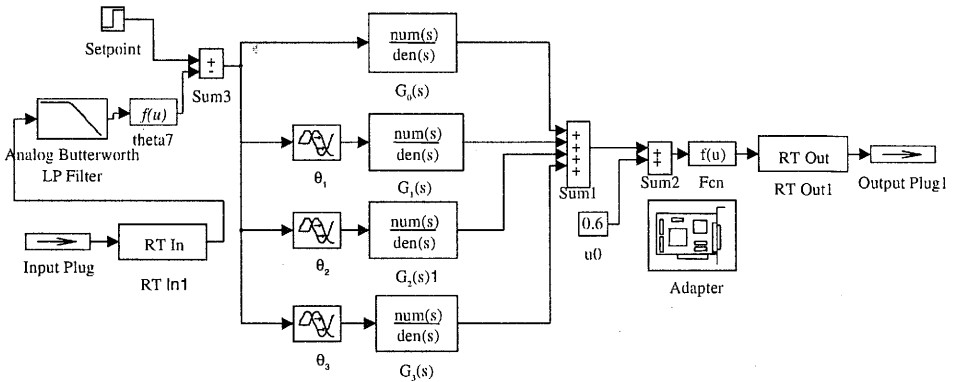 Setpoint
+
-
Sum3
num(s)
den(s)
G₀(s)
f(u)
theta7
Analog Butterworth
LP Filter
θ₁
num(s)
den(s)
G₁(s)
+
+
+
+
Sum1
+
+
Sum2
f(u)
Fcn
RT Out
RT Out1
Output Plug1
0.6
u0
Adapter
Input Plug
RT In
RT In1
θ₂
num(s)
den(s)
G₂(s)1
θ₃
num(s)
den(s)
G₃(s)